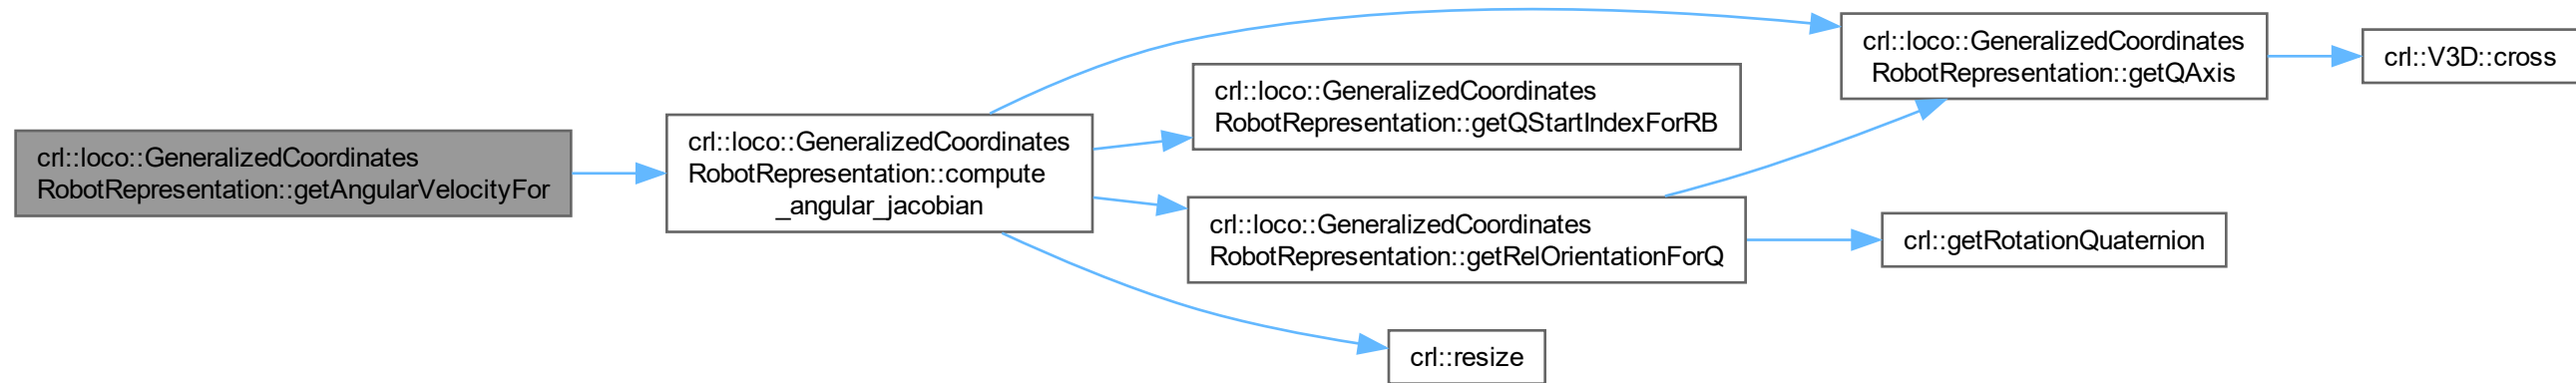 crl::loco::GeneralizedCoordinates
RobotRepresentation::getAngularVelocityFor
crl::loco::GeneralizedCoordinates
RobotRepresentation::compute
_angular_jacobian
crl::loco::GeneralizedCoordinates
RobotRepresentation::getQStartIndexForRB
crl::loco::GeneralizedCoordinates
RobotRepresentation::getRelOrientationForQ
crl::resize
crl::loco::GeneralizedCoordinates
RobotRepresentation::getQAxis
crl::getRotationQuaternion
crl::V3D::cross